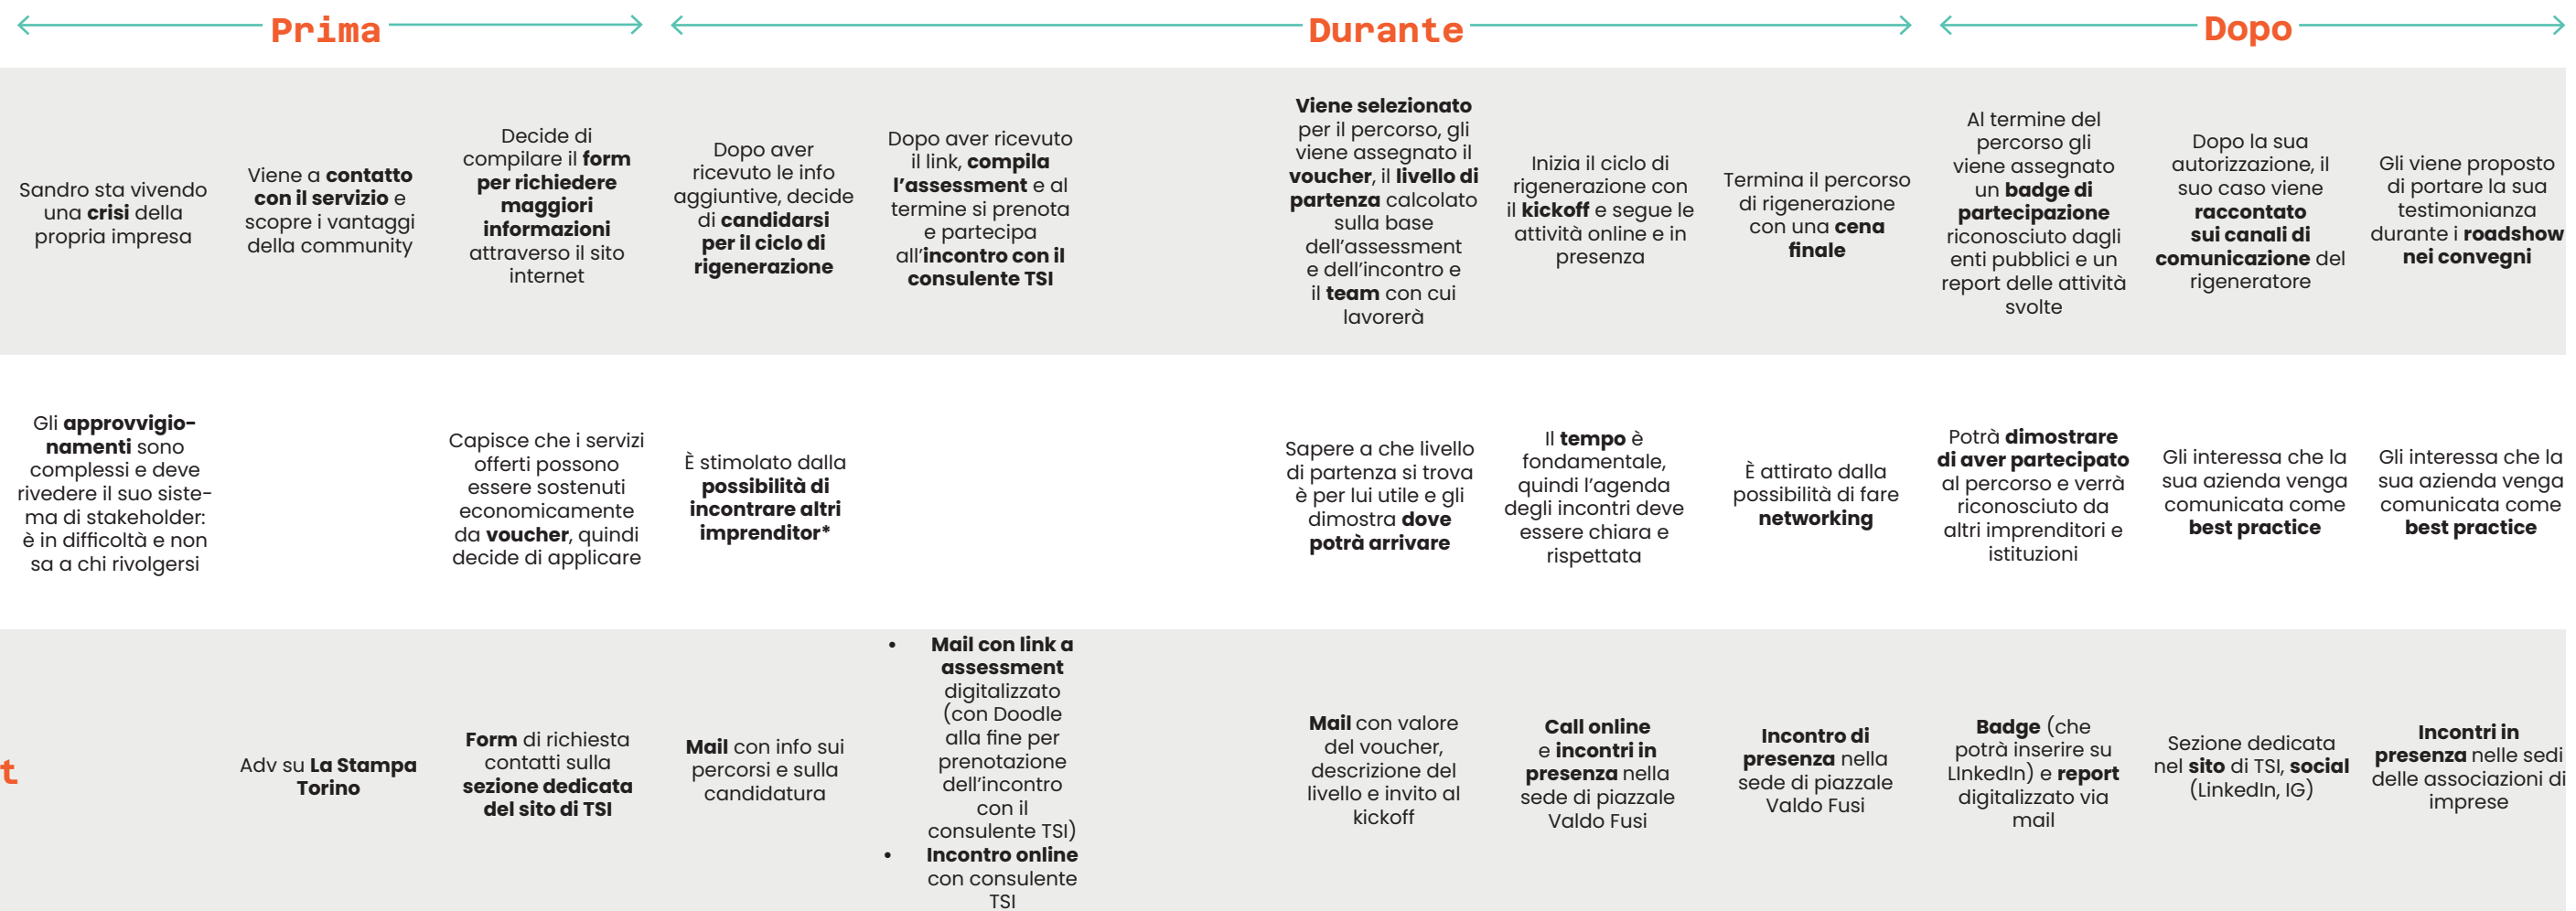 Prima
Durante
Dopo
Sandro sta vivendo
una crisi della
propria impresa
Viene a contatto
con il servizio e
scopre i vantaggi
della community
Decide di
compilare il form
per richiedere
maggiori
informazioni
attraverso il sito
internet
Dopo aver
ricevuto le info
aggiuntive, decide
di candidarsi
per il ciclo di
rigenerazione
Dopo aver ricevuto
il link, compila
l’assessment e al
termine si prenota
e partecipa
all’incontro con il
consulente TSI
Viene selezionato
per il percorso, gli
viene assegnato il
voucher, il livello di
partenza calcolato
sulla base
dell’assessment
e dell’incontro e
il team con cui
lavorerà
Inizia il ciclo di
rigenerazione con
il kickoff e segue le
attività online e in
presenza
Termina il percorso
di rigenerazione
con una cena
finale
Al termine del
percorso gli
viene assegnato
un badge di
partecipazione
riconosciuto dagli
enti pubblici e un
report delle attività
svolte
Dopo la sua
autorizzazione, il
suo caso viene
raccontato
sui canali di
comunicazione del
rigeneratore
Gli viene proposto
di portare la sua
testimonianza
durante i roadshow
nei convegni
Gli approvvigio-
namenti sono
complessi e deve
rivedere il suo siste-
ma di stakeholder:
è in difficoltà e non
sa a chi rivolgersi
Capisce che i servizi
offerti possono
essere sostenuti
economicamente
da voucher, quindi
decide di applicare
È stimolato dalla
possibilità di
incontrare altri
imprenditor*
Sapere a che livello
di partenza si trova
è per lui utile e gli
dimostra dove
potrà arrivare
Il tempo è
fondamentale,
quindi l’agenda
degli incontri deve
essere chiara e
rispettata
È attirato dalla
possibilità di fare
networking
Potrà dimostrare
di aver partecipato
al percorso e verrà
riconosciuto da
altri imprenditori e
istituzioni
Gli interessa che la
sua azienda venga
comunicata come
best practice
Gli interessa che la
sua azienda venga
comunicata come
best practice
t
Adv su La Stampa
Torino
Form di richiesta
contatti sulla
sezione dedicata
del sito di TSI
Mail con info sui
percorsi e sulla
candidatura
• Mail con link a
assessment
digitalizzato
(con Doodle
alla fine per
prenotazione
dell’incontro
con il
consulente TSI)
• Incontro online
con consulente
TSI
Mail con valore
del voucher,
descrizione del
livello e invito al
kickoff
Call online
e incontri in
presenza nella
sede di piazzale
Valdo Fusi
Incontro di
presenza nella
sede di piazzale
Valdo Fusi
Badge (che
potrà inserire su
LInkedIn) e report
digitalizzato via
mail
Sezione dedicata
nel sito di TSI, social
(LinkedIn, IG)
Incontri in
presenza nelle sedi
delle associazioni di
imprese